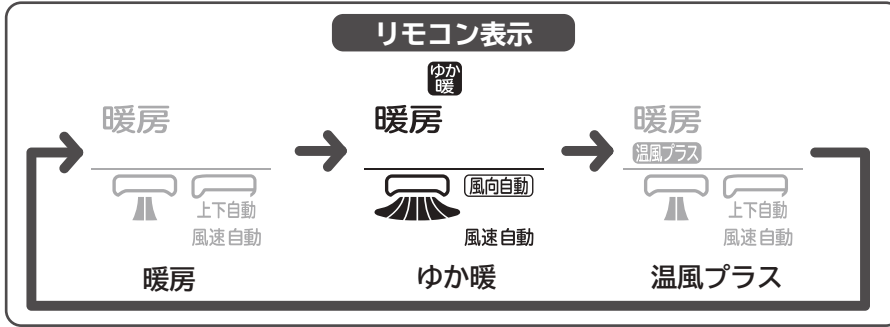 リモコン表示
暖房
上下自動
風速自動
暖房
ゆか
暖
暖房
風向自動
風速自動
ゆか暖
暖房
温風プラス
上下自動
風速自動
温風プラス